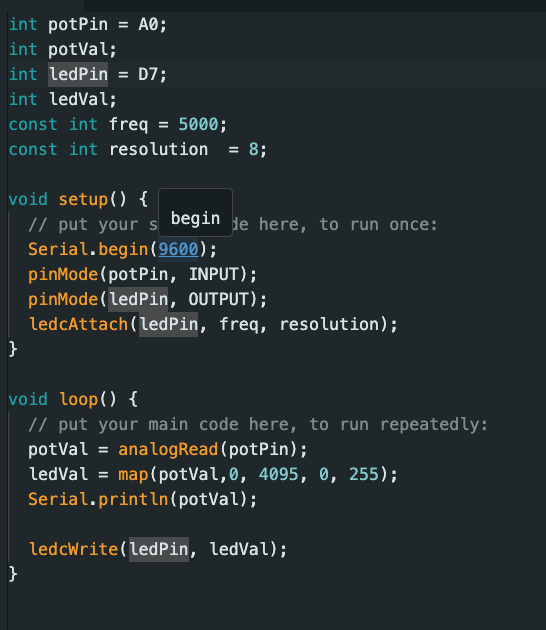 int potPin = A0;
int potVal;
int ledPin = D7;
int ledVal;
const int freq = 5000;
const int resolution  = 8;
void setup() {
begin
// put your s de here, to run once:
Serial.begin(9600);
pinMode(potPin, INPUT);
pinMode(ledPin, OUTPUT);
ledcAttach(ledPin, freq, resolution);
}
void loop() {
// put your main code here, to run repeatedly:
potVal = analogRead(potPin);
ledVal = map(potVal,0, 4095, 0, 255);
Serial.println(potVal);
ledcWrite(ledPin, ledVal);
}